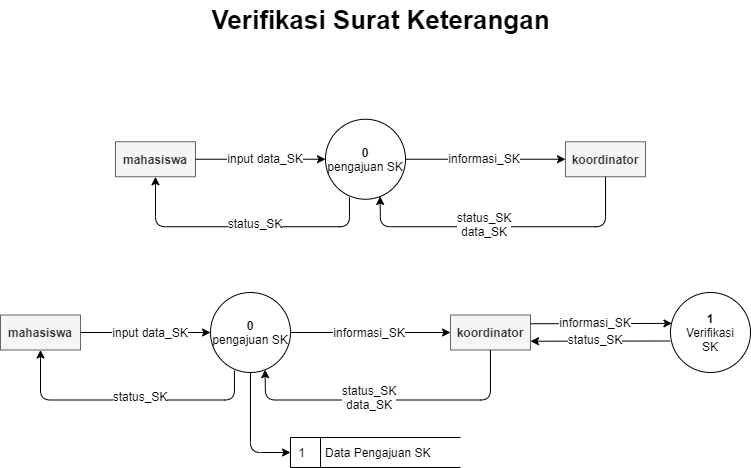 Verifikasi Surat Keterangan
mahasiswa
input data_SK
0
pengajuan SK
informasi_SK
koordinator
status_SK
status_SK
data_SK
mahasiswa
input data_SK
0
pengajuan SK
informasi_SK
koordinator
informasi_SK
status_SK
1
Verifikasi
SK
status_SK
status_SK
data_SK
1
Data Pengajuan SK